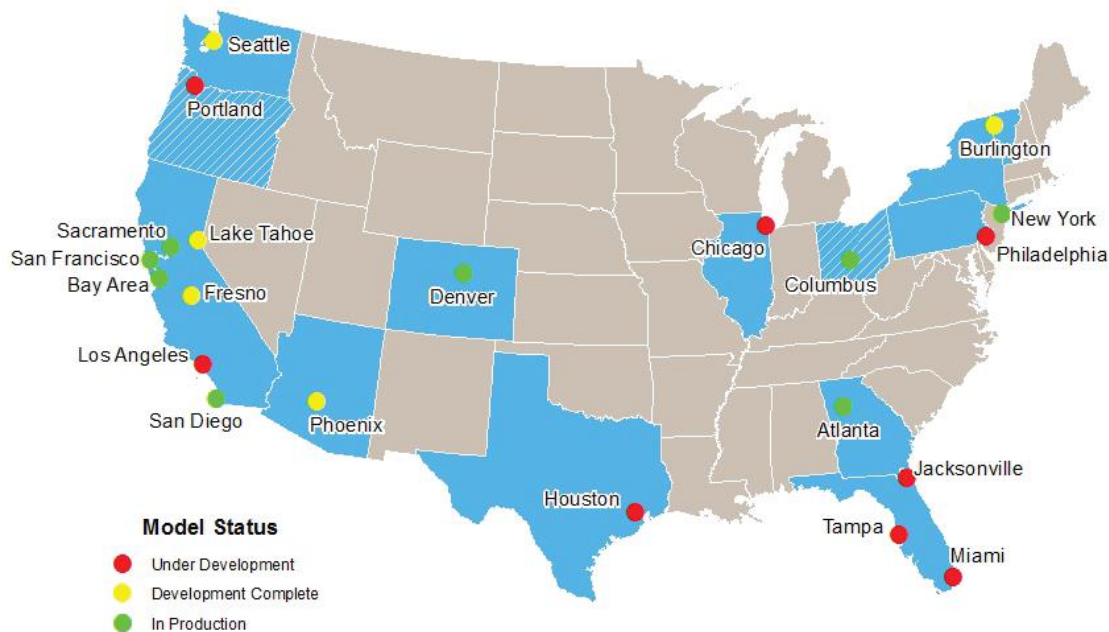 Seattle
Portland
Burlington
Sacramento
Lake Tahoe
San Francisco
Bay Area
Fresno
Denver
Chicago
Columbus
New York
Philadelphia
Los Angeles
San Diego
Phoenix
Atlanta
Houston
Jacksonville
Tampa
Miami
Model Status
Under Development
Development Complete
In Production